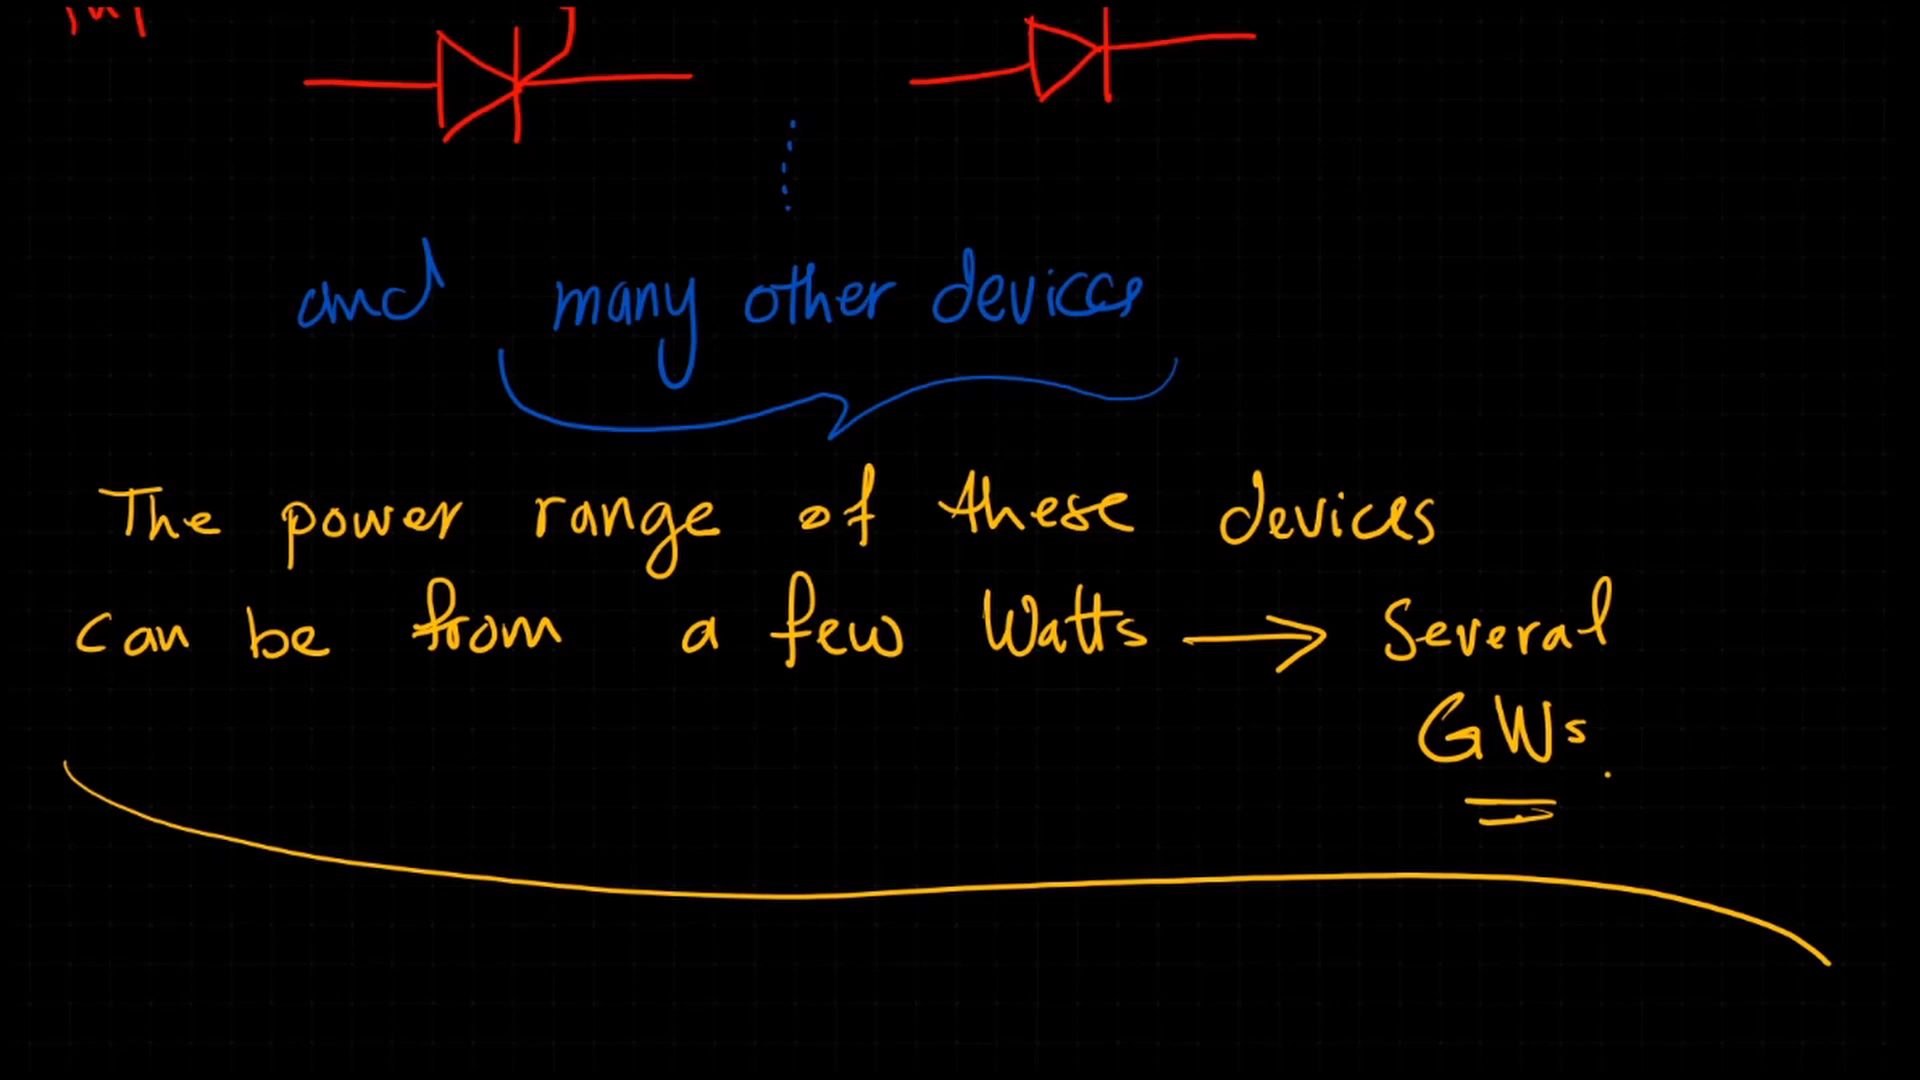 and many other devices
The power range of these devices
can be from a few Watts → Several
GWs.